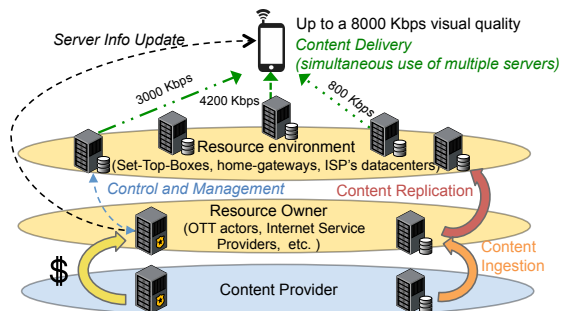 Up to a 8000 Kbps visual quality
Server Info Update
Content Delivery
(simultaneous use of multiple servers)
3000 Kbps
4200 Kbps
800 Kbps
Resource environment
(Set-Top-Boxes, home-gateways, ISP's datacenters)
Control and Management
Content Replication
Resource Owner
(OTT actors, Internet Service
Providers, etc. )
$
Content
Ingestion
Content Provider